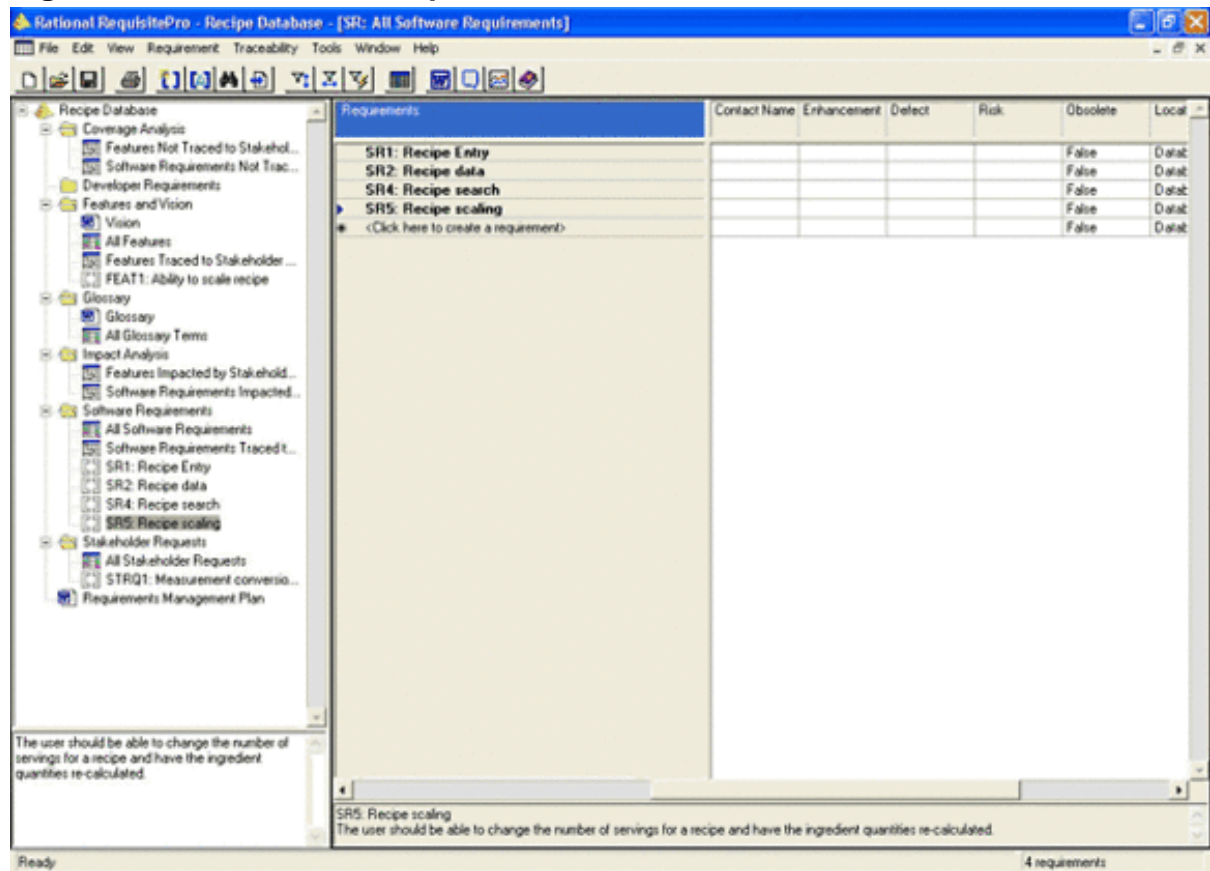 Rational RequisitePro - Recipe Database - [SR: All Software Requirements]
File Edit View Requirement Traceability Tools Window Help
Recipe Database
Coverage Analysis
Features Not Traced to Stakehol...
Software Requirements Not Trac...
Developer Requirements
Features and Vision
Vision
All Features
Features Traced to Stakeholder ...
FEAT1: Ability to scale recipe
Glossary
Glossary
All Glossary Terms
Impact Analysis
Features Impacted by Stakehold...
Software Requirements Impacted...
Software Requirements
All Software Requirements
Software Requirements Traced t...
SR1: Recipe Entry
SR2: Recipe data
SR4: Recipe search
SR5: Recipe scaling
Stakeholder Requests
All Stakeholder Requests
STRQ1: Measurement conversio...
Requirements Management Plan
The user should be able to change the number of
servings for a recipe and have the ingredient
quantities re-calculated.
Requirements Contact Name Enhancement Defect Risk Obsolete Locat
SR1: Recipe Entry False Datab
SR2: Recipe data False Datab
SR4: Recipe search False Datab
SR5: Recipe scaling False Datab
<Click here to create a requirement> False Datab
SR5: Recipe scaling
The user should be able to change the number of servings for a recipe and have the ingredient quantities re-calculated.
Ready 4 requirements